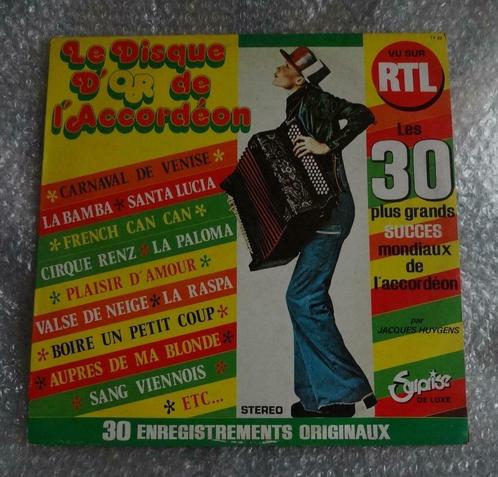 Le Disque
D'OR de
l'Accordéon
VU SUR
RTL
Les
30
plus grands
SUCCES
mondiaux
de
l'accordéon
par
JACQUES HUYGENS
* CARNAVAL DE VENISE *
LA BAMBA * SANTA LUCIA
* FRENCH CAN CAN *
CIRQUE RENZ * LA PALOMA
* PLAISIR D'AMOUR *
VALSE DE NEIGE * LA RASPA
* BOIRE UN PETIT COUP *
* AUPRES DE MA BLONDE *
* SANG VIENNOIS *
* ETC...
STEREO
Surprise
DE LUXE
30 ENREGISTREMENTS ORIGINAUX